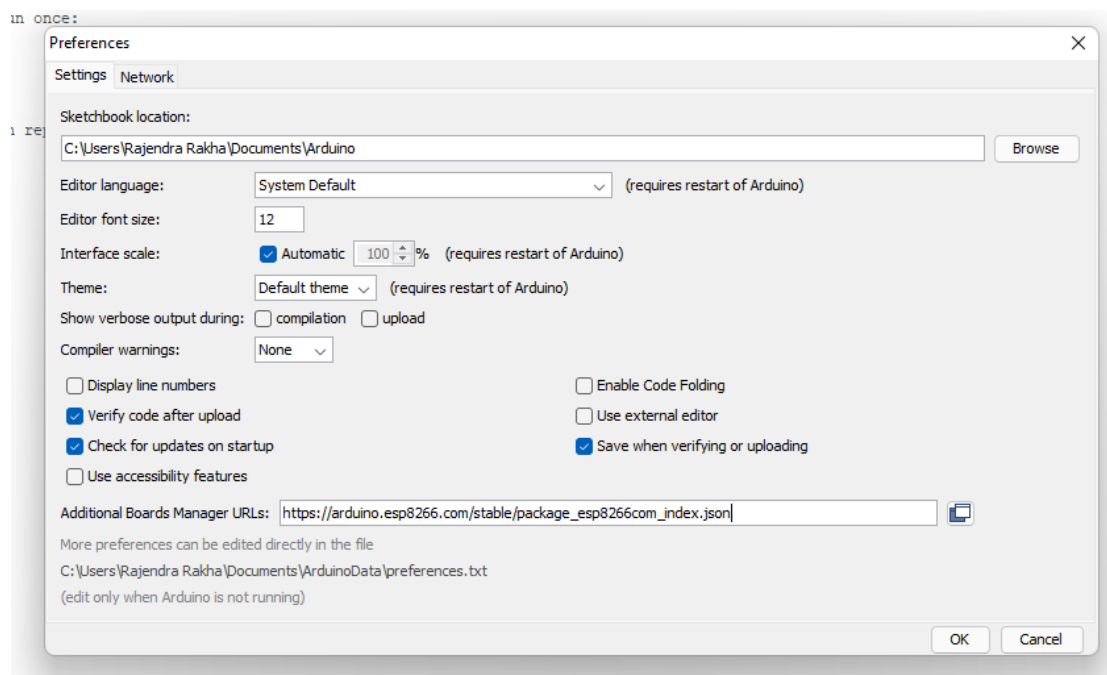 un once:
Preferences
Settings Network
Sketchbook location:
C:\Users\Rajendra Rakha\Documents\Arduino Browse
Editor language: System Default (requires restart of Arduino)
Editor font size: 12
Interface scale: Automatic 100 % (requires restart of Arduino)
Theme: Default theme (requires restart of Arduino)
Show verbose output during: compilation upload
Compiler warnings: None
Display line numbers Enable Code Folding
Verify code after upload Use external editor
Check for updates on startup Save when verifying or uploading
Use accessibility features
Additional Boards Manager URLs: https://arduino.esp8266.com/stable/package_esp8266com_index.json
More preferences can be edited directly in the file
C:\Users\Rajendra Rakha\Documents\ArduinoData\preferences.txt
(edit only when Arduino is not running)
OK Cancel